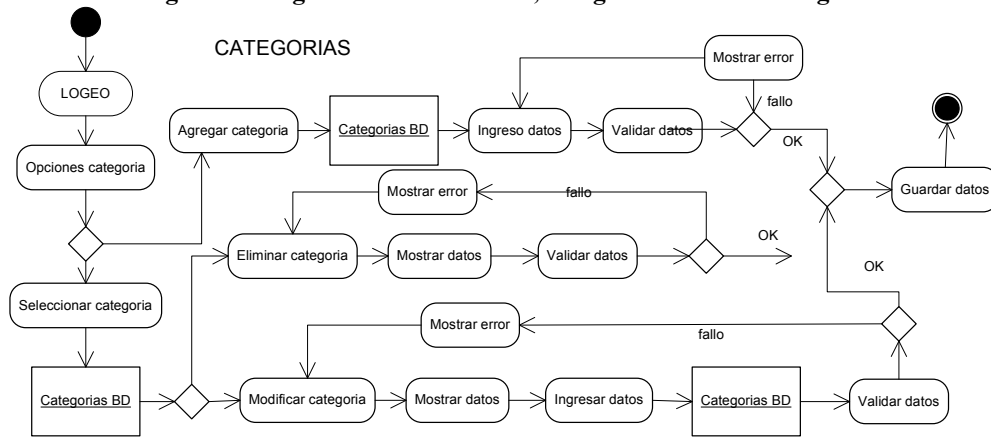 CATEGORIAS
LOGEO
Opciones categoria
Seleccionar categoria
Categorias BD
Agregar categoria
Categorias BD
Ingreso datos
Validar datos
Mostrar error
fallo
OK
Guardar datos
Mostrar error
fallo
Eliminar categoria
Mostrar datos
Validar datos
OK
OK
Mostrar error
fallo
Modificar categoria
Mostrar datos
Ingresar datos
Categorias BD
Validar datos